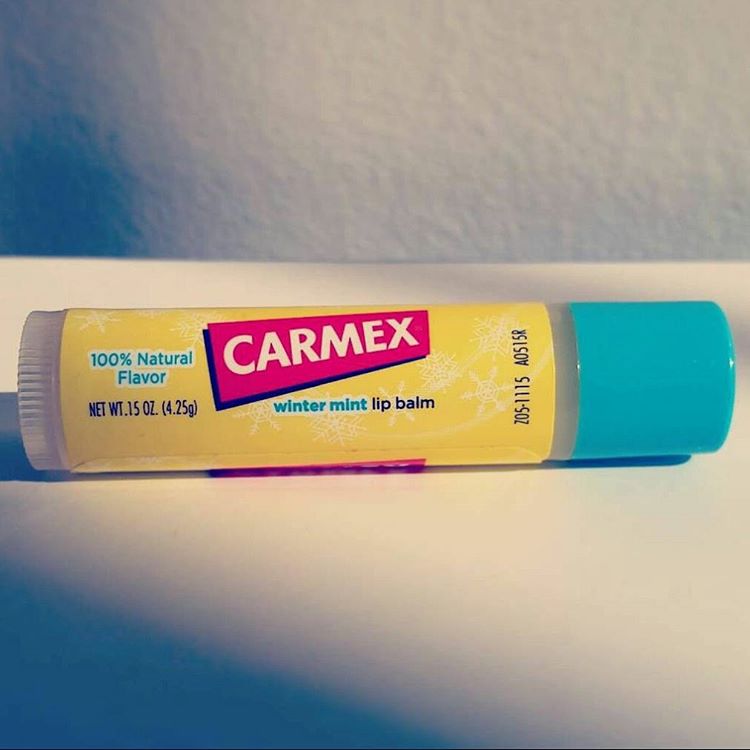 100% Natural
Flavor
NET WT .15 OZ. (4.25g)
CARMEX
winter mint lip balm
Z05-1115 A0515R